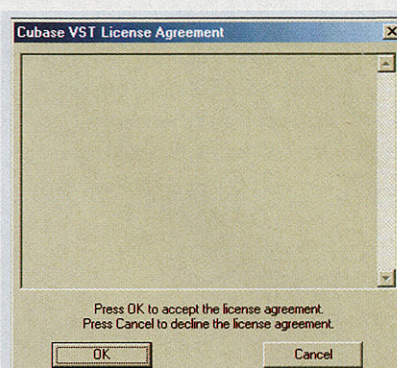 Cubase VST License Agreement
Press OK to accept the license agreement.
Press Cancel to decline the license agreement.
OK
Cancel